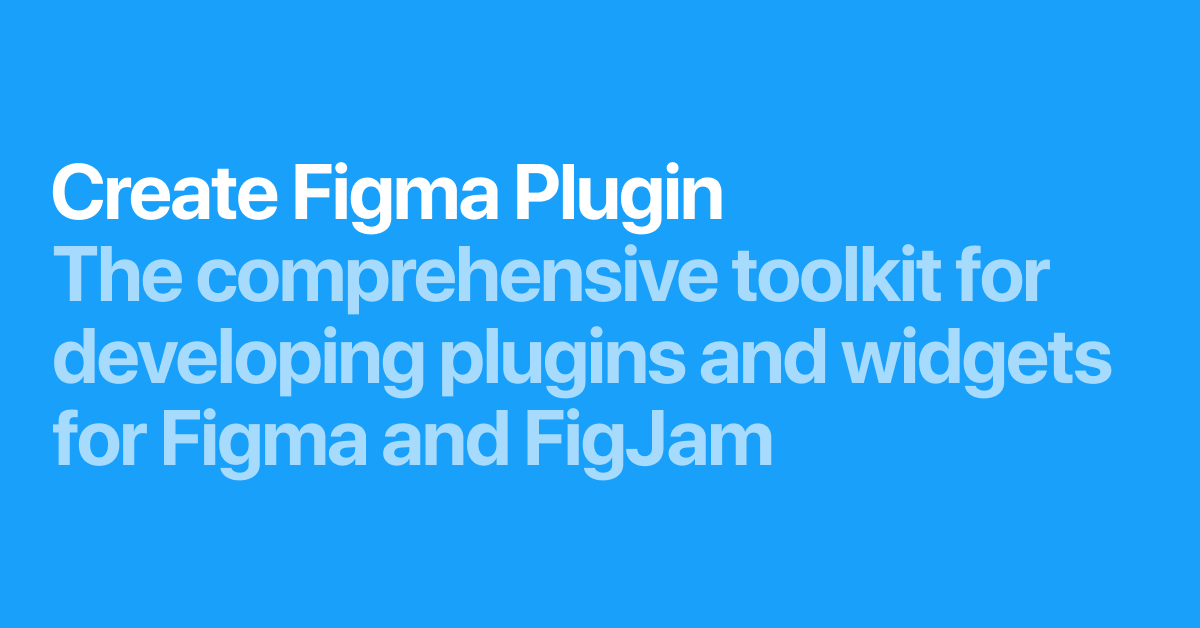 Create Figma Plugin
The comprehensive toolkit for
developing plugins and widgets
for Figma and FigJam